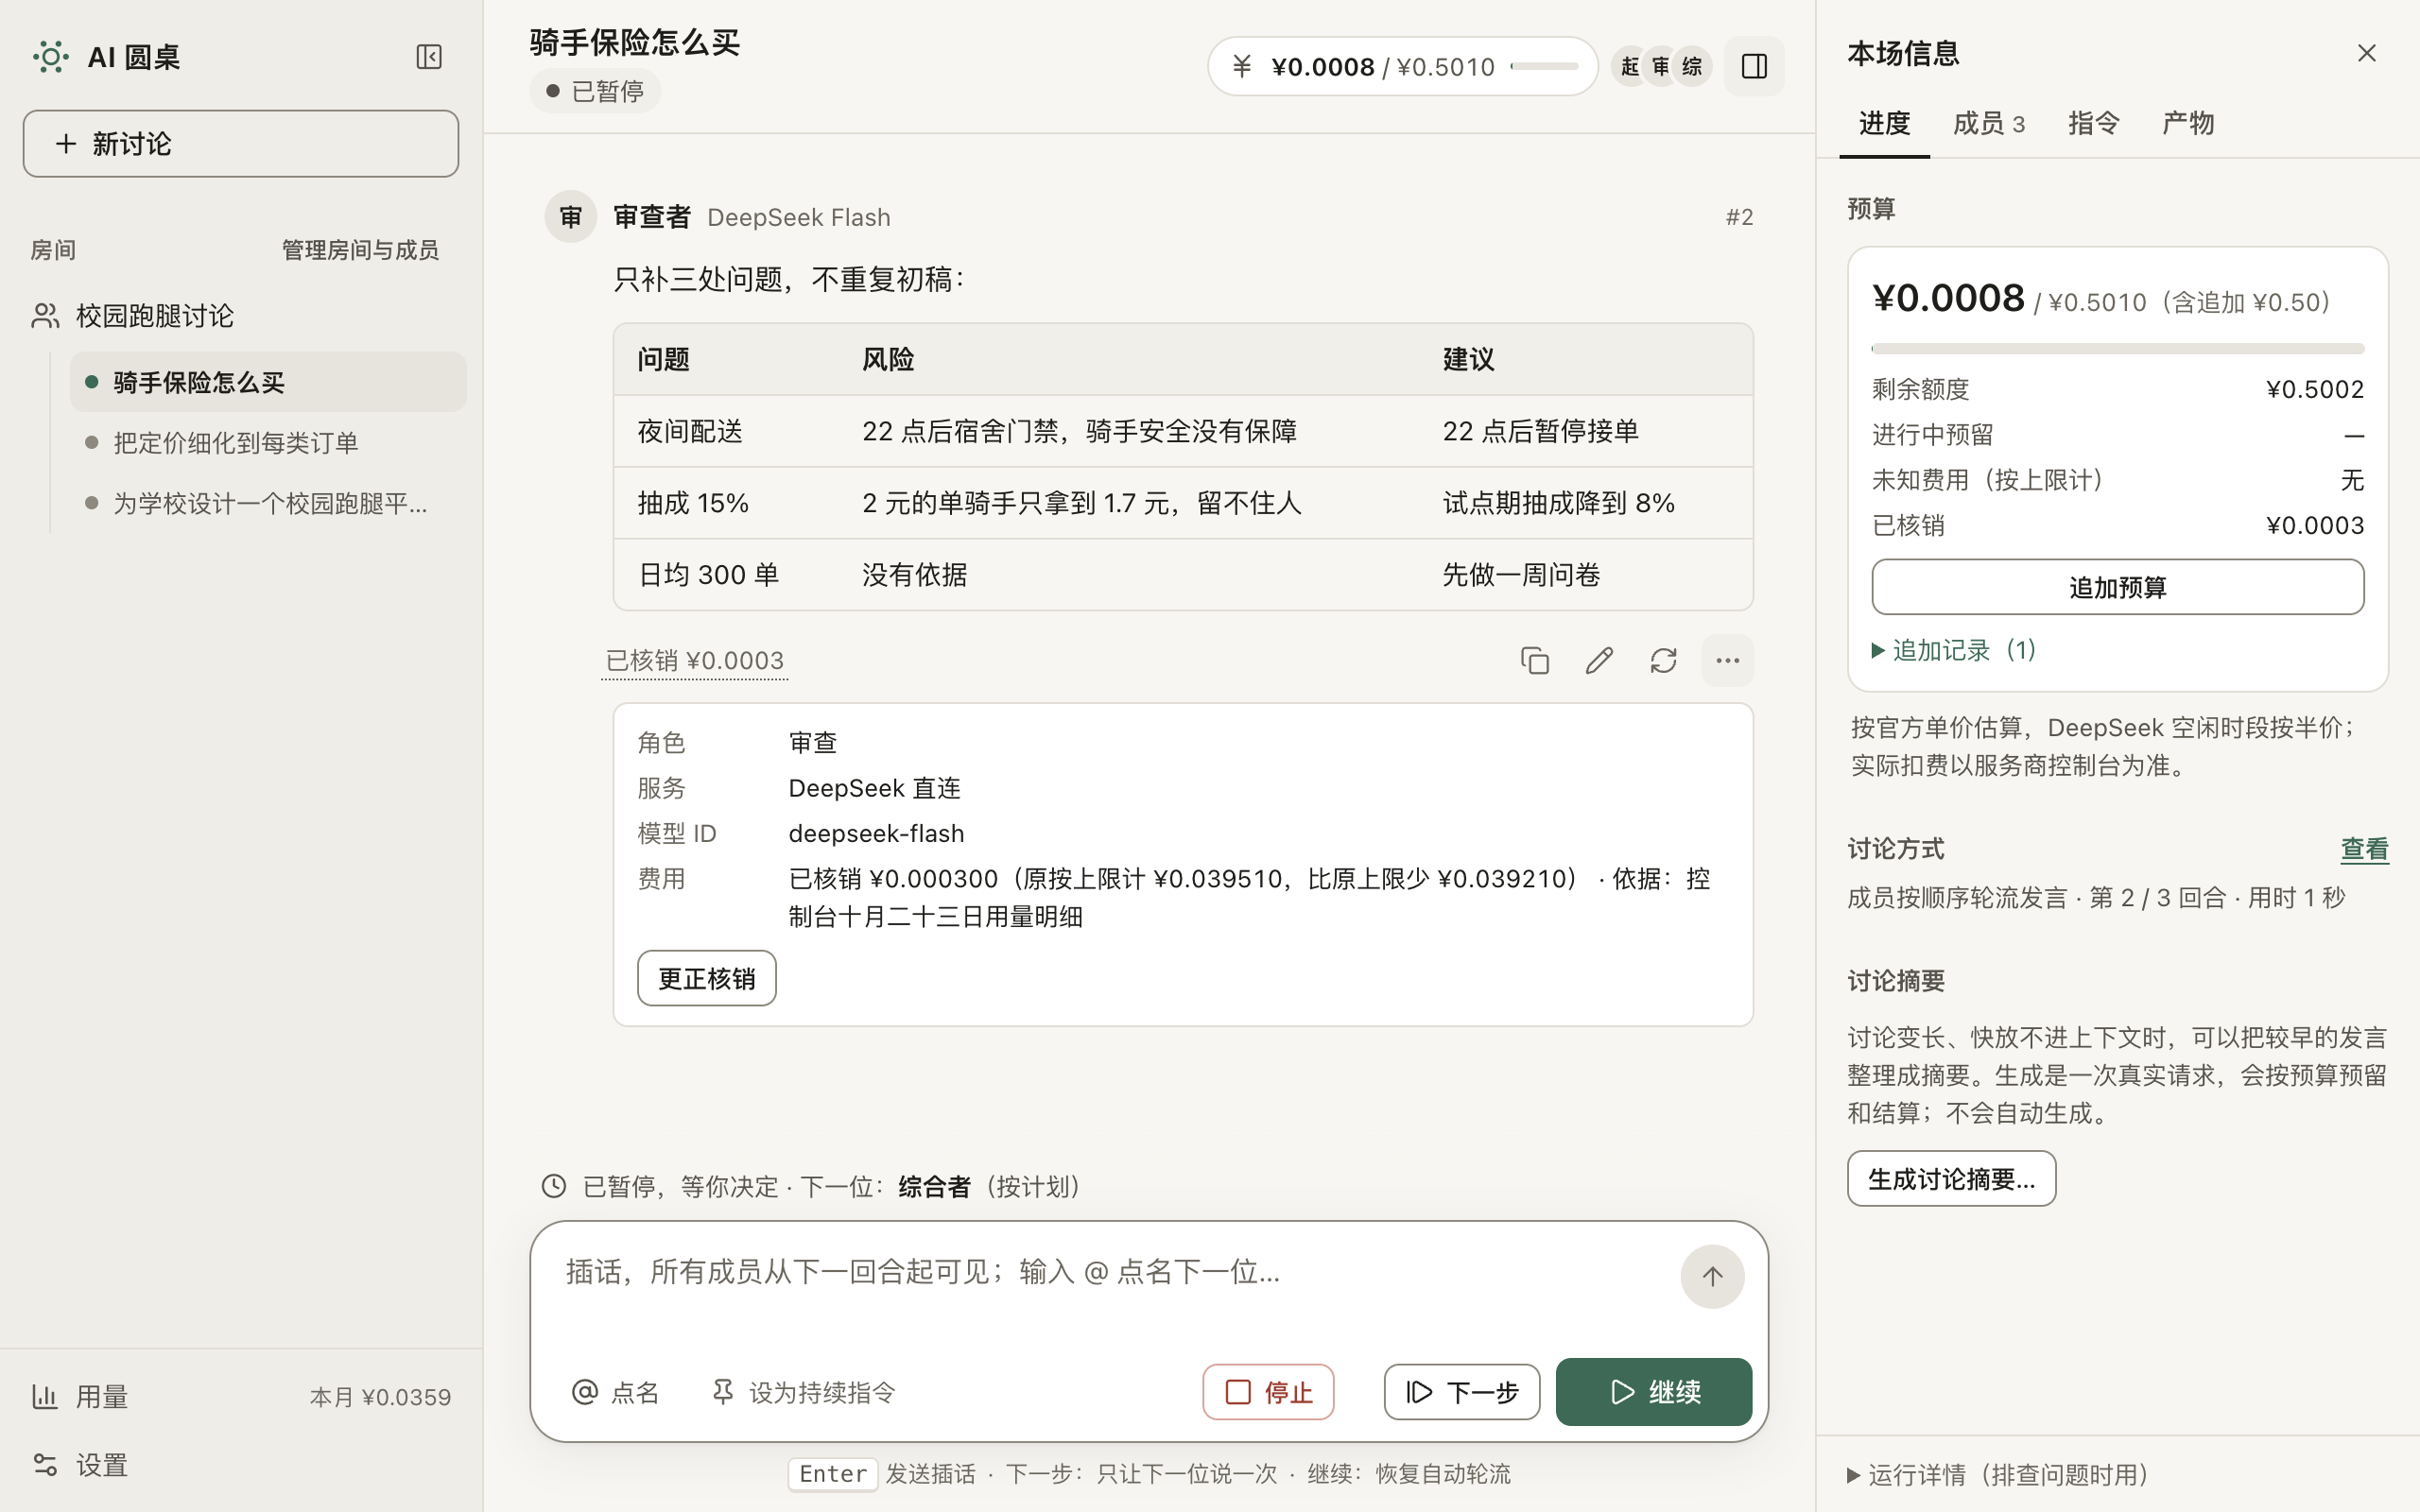 AI 圆桌
新讨论
房间 管理房间与成员
校园跑腿讨论
骑手保险怎么买
把定价细化到每类订单
为学校设计一个校园跑腿平...
用量 本月 ¥0.0359
设置
骑手保险怎么买
已暂停
¥ ¥0.0008 / ¥0.5010
起 审 综
审 审查者 DeepSeek Flash #2
只补三处问题，不重复初稿：
问题 风险 建议
夜间配送 22 点后宿舍门禁，骑手安全没有保障 22 点后暂停接单
抽成 15% 2 元的单骑手只拿到 1.7 元，留不住人 试点期抽成降到 8%
日均 300 单 没有依据 先做一周问卷
已核销 ¥0.0003
角色 审查
服务 DeepSeek 直连
模型 ID deepseek-flash
费用 已核销 ¥0.000300（原按上限计 ¥0.039510，比原上限少 ¥0.039210） · 依据：控
制台十月二十三日用量明细
更正核销
已暂停，等你决定 · 下一位：综合者（按计划）
插话，所有成员从下一回合起可见；输入 @ 点名下一位...
@ 点名 设为持续指令 停止 下一步 继续
Enter 发送插话 · 下一步：只让下一位说一次 · 继续：恢复自动轮流
本场信息
进度 成员 3 指令 产物
预算
¥0.0008 / ¥0.5010（含追加 ¥0.50）
剩余额度 ¥0.5002
进行中预留 —
未知费用（按上限计） 无
已核销 ¥0.0003
追加预算
追加记录（1）
按官方单价估算，DeepSeek 空闲时段按半价；
实际扣费以服务商控制台为准。
讨论方式 查看
成员按顺序轮流发言 · 第 2 / 3 回合 · 用时 1 秒
讨论摘要
讨论变长、快放不进上下文时，可以把较早的发言
整理成摘要。生成是一次真实请求，会按预算预留
和结算；不会自动生成。
生成讨论摘要...
运行详情（排查问题时用）